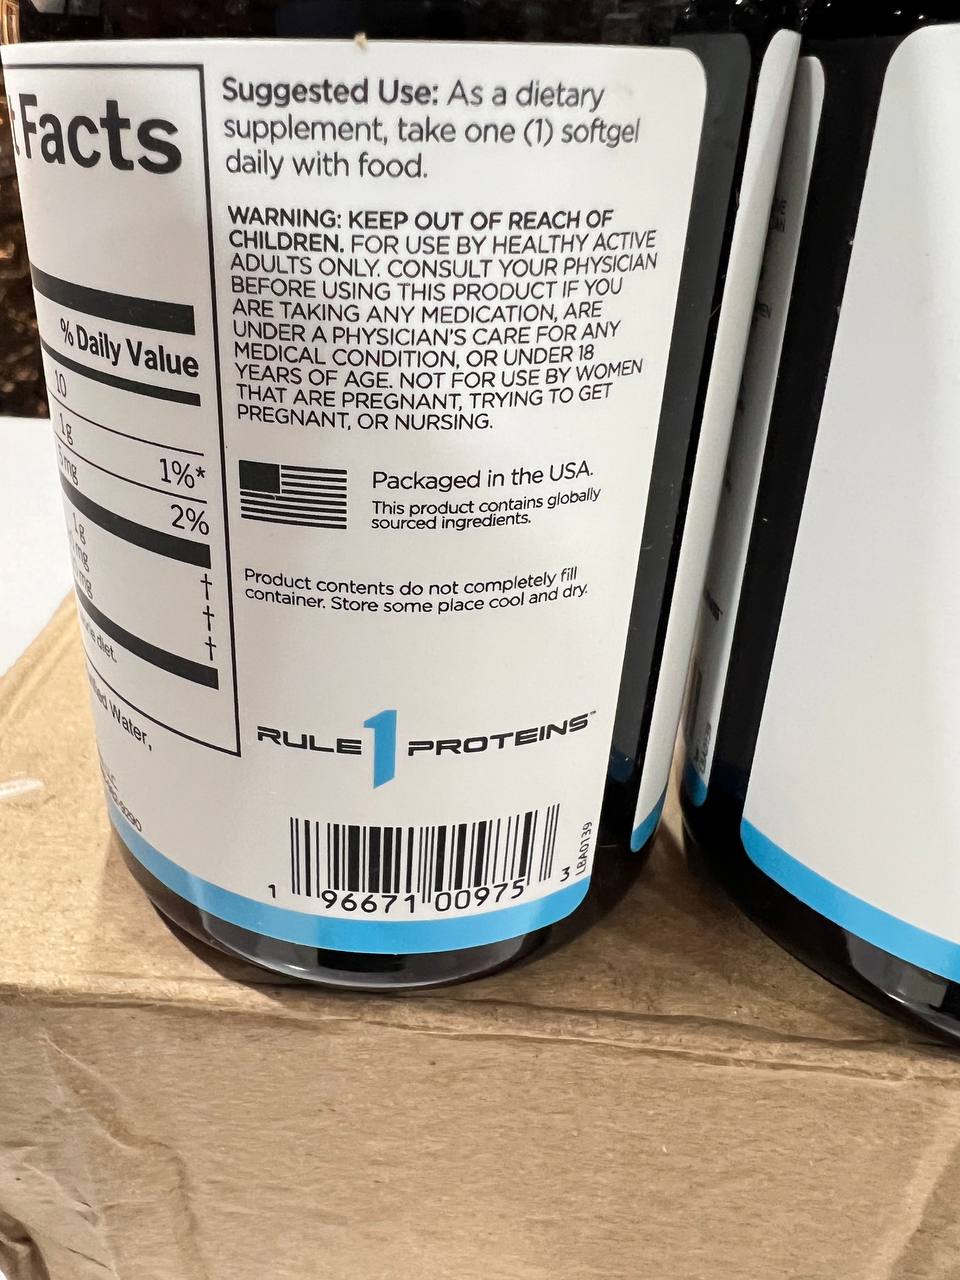 Facts
% Daily Value
10
1g
1%*
5 mg
2%
1g
mg
†
mg
†
†
diet.
Water,
Suggested Use: As a dietary
supplement, take one (1) softgel
daily with food.
WARNING: KEEP OUT OF REACH OF
CHILDREN. FOR USE BY HEALTHY ACTIVE
ADULTS ONLY. CONSULT YOUR PHYSICIAN
BEFORE USING THIS PRODUCT IF YOU
ARE TAKING ANY MEDICATION, ARE
UNDER A PHYSICIAN'S CARE FOR ANY
MEDICAL CONDITION, OR UNDER 18
YEARS OF AGE. NOT FOR USE BY WOMEN
THAT ARE PREGNANT, TRYING TO GET
PREGNANT, OR NURSING.
Packaged in the USA.
This product contains globally
sourced ingredients.
Product contents do not completely fill
container. Store some place cool and dry.
RULE 1 PROTEINS™
1 96671 00975 3
LBA0139